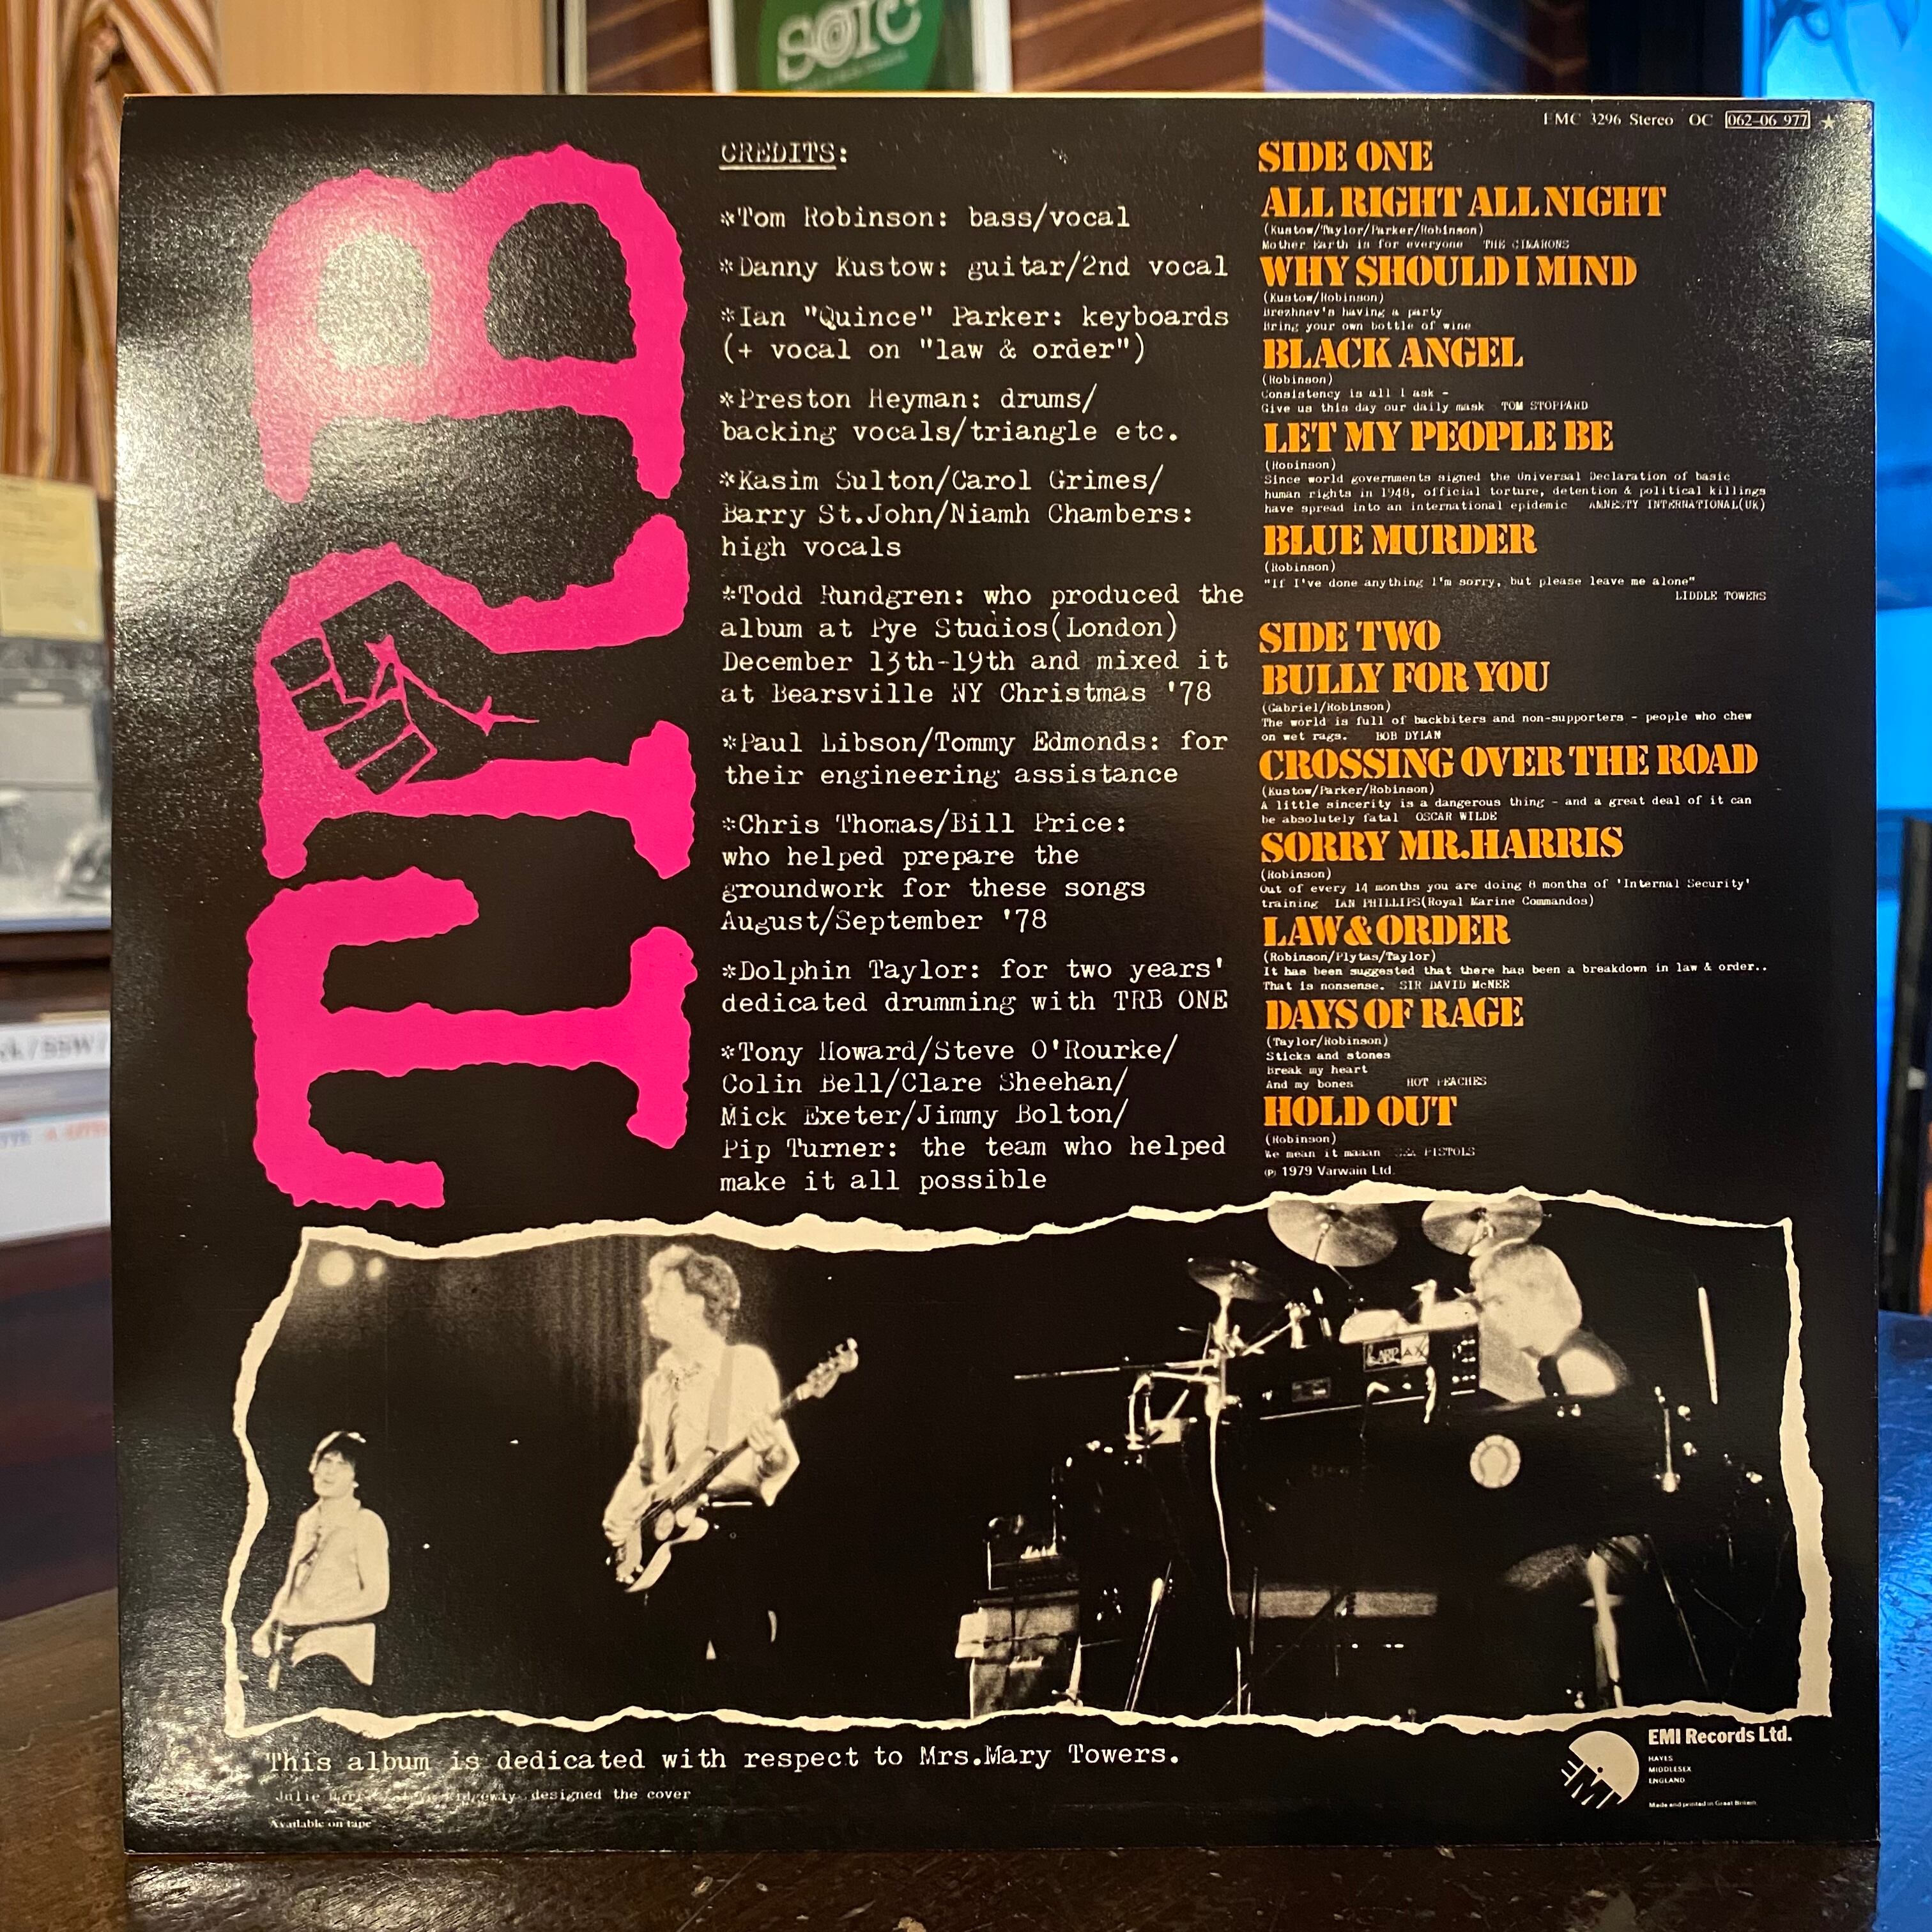 SOIC
EMC 3296 Stereo OC 062-06 977
TRB
CREDITS:
*Tom Robinson: bass/vocal
*Danny Kustow: guitar/2nd vocal
*Ian "Quince" Parker: keyboards
(+ vocal on "law & order")
*Preston Heyman: drums/
backing vocals/triangle etc.
*Kasim Sulton/Carol Grimes/
Barry St.John/Niamh Chambers:
high vocals
*Todd Rundgren: who produced the
album at Pye Studios(London)
December 13th-19th and mixed it
at Bearsville NY Christmas '78
*Paul Libson/Tommy Edmonds: for
their engineering assistance
*Chris Thomas/Bill Price:
who helped prepare the
groundwork for these songs
August/September '78
*Dolphin Taylor: for two years'
dedicated drumming with TRB ONE
*Tony Howard/Steve O'Rourke/
Colin Bell/Clare Sheehan/
Mick Exeter/Jimmy Bolton/
Pip Turner: the team who helped
make it all possible
SIDE ONE
ALL RIGHT ALL NIGHT
(Kustow/Taylor/Parker/Robinson)
Mother Earth is for everyone THE CIMARONS
WHY SHOULD I MIND
(Kustow/Robinson)
Brezhnev's having a party
Bring your own bottle of wine
BLACK ANGEL
(Robinson)
Consistency is all I ask -
Give us this day our daily mask TOM STOPPARD
LET MY PEOPLE BE
(Robinson)
Since world governments signed the Universal Declaration of basic
human rights in 1948, official torture, detention & political killings
have spread into an international epidemic AMNESTY INTERNATIONAL(UK)
BLUE MURDER
(Robinson)
"If I've done anything I'm sorry, but please leave me alone"
LIDDLE TOWERS
SIDE TWO
BULLY FOR YOU
(Gabriel/Robinson)
The world is full of backbiters and non-supporters - people who chew
on wet rags. BOB DYLAN
CROSSING OVER THE ROAD
(Kustow/Parker/Robinson)
A little sincerity is a dangerous thing - and a great deal of it can
be absolutely fatal OSCAR WILDE
SORRY MR.HARRIS
(Robinson)
Out of every 14 months you are doing 8 months of 'Internal Security'
training IAN PHILLIPS(Royal Marine Commandos)
LAW & ORDER
(Robinson/Plytas/Taylor)
It has been suggested that there has been a breakdown in law & order..
That is nonsense. SIR DAVID McNEE
DAYS OF RAGE
(Taylor/Robinson)
Sticks and stones
Break my heart
And my bones HOT PEACHES
HOLD OUT
(Robinson)
We mean it maaan PISTOLS
℗ 1979 Varwain Ltd.
ARP AX
This album is dedicated with respect to Mrs.Mary Towers.
Julie designed the cover
Available on tape
EMI
EMI Records Ltd.
HAYES
MIDDLESEX
ENGLAND
Made and printed in Great Britain